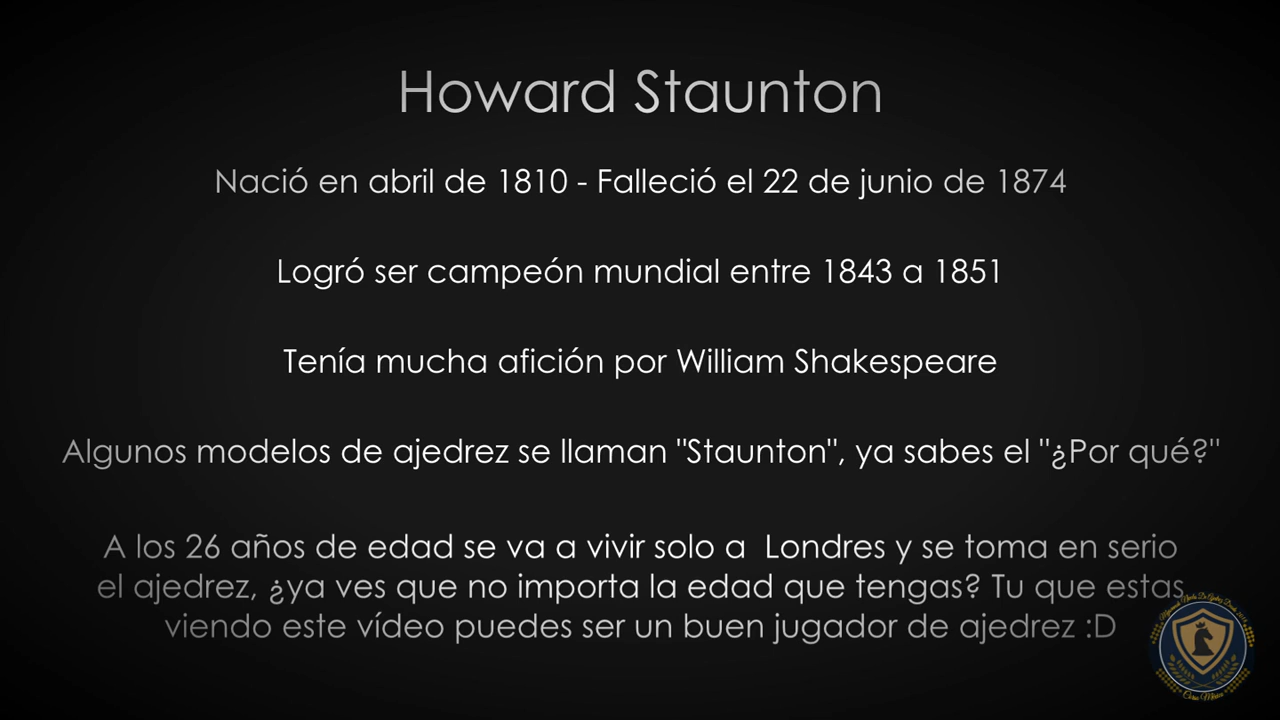 Howard Staunton
Nació en abril de 1810 - Falleció el 22 de junio de 1874
Logró ser campeón mundial entre 1843 a 1851
Tenía mucha afición por William Shakespeare
Algunos modelos de ajedrez se llaman "Staunton", ya sabes el "¿Por qué?"
A los 26 años de edad se va a vivir solo a  Londres y se toma en serio
el ajedrez, ¿ya ves que no importa la edad que tengas? Tu que estas
viendo este vídeo puedes ser un buen jugador de ajedrez :D